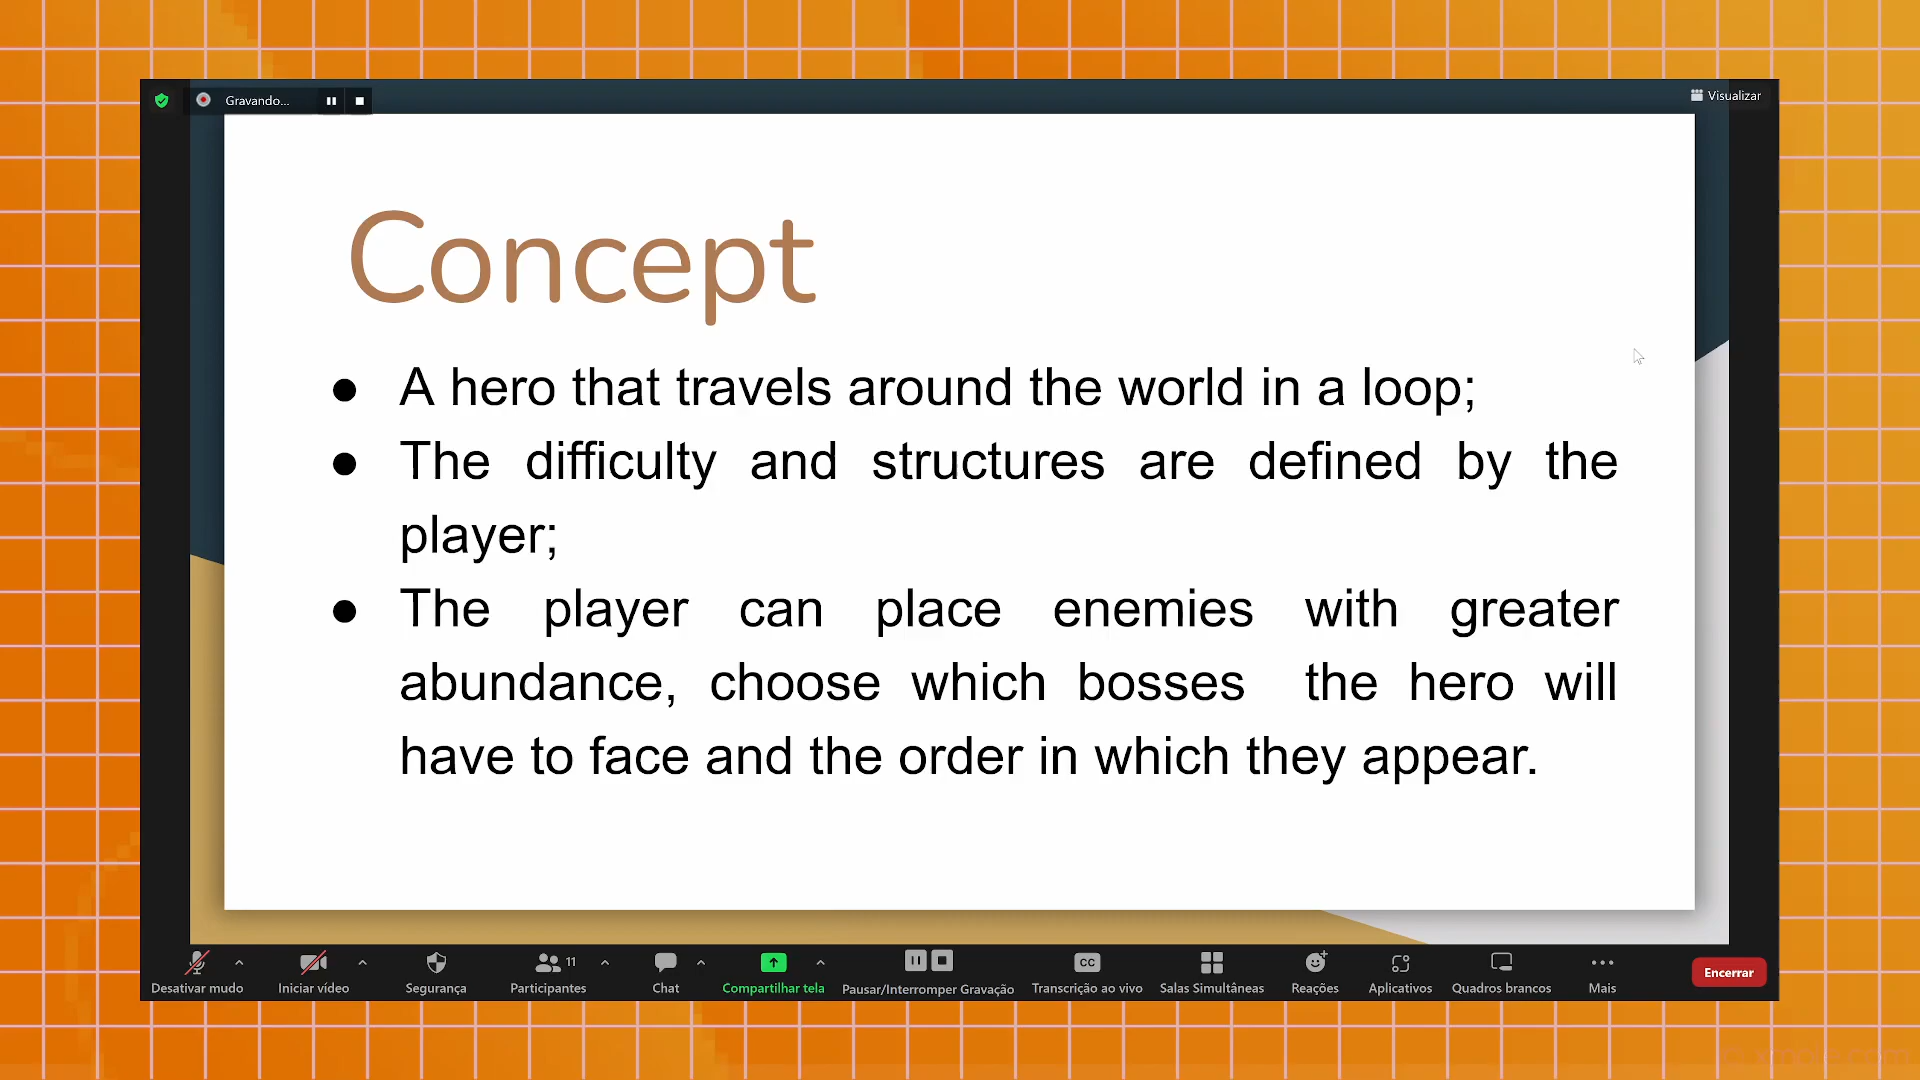 Gravando...
Visualizar
Concept
● A hero that travels around the world in a loop;
● The difficulty and structures are defined by the
player;
● The player can place enemies with greater
abundance, choose which bosses the hero will
have to face and the order in which they appear.
11
CC
Desativar mudo Iniciar vídeo Segurança Participantes Chat Compartilhar tela Pausar/Interromper Gravação Transcrição ao vivo Salas Simultâneas Reações Aplicativos Quadros brancos Mais Encerrar